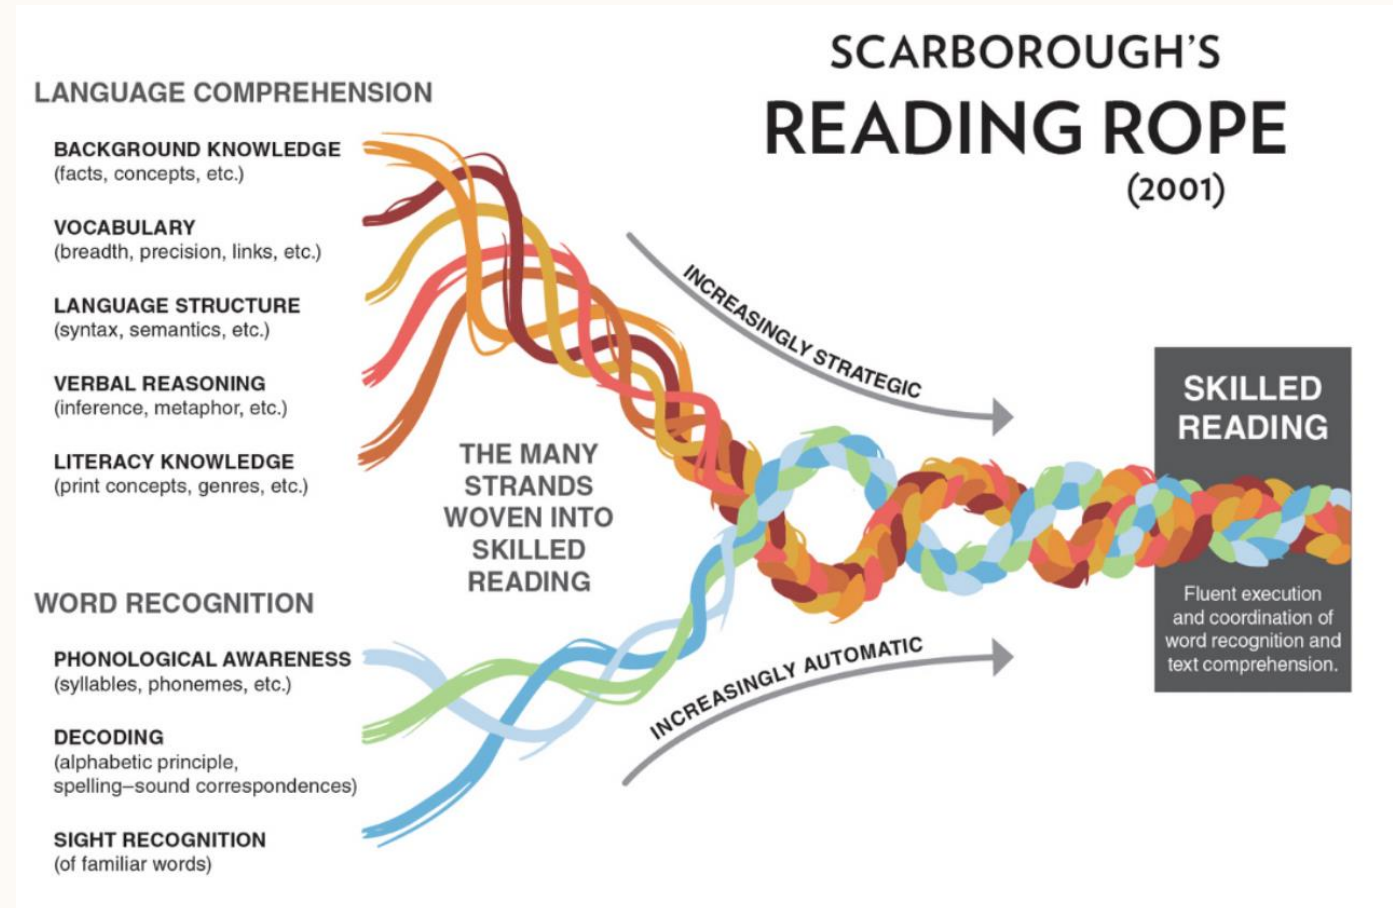 SCARBOROUGH'S
READING ROPE
(2001)
LANGUAGE COMPREHENSION
BACKGROUND KNOWLEDGE
(facts, concepts, etc.)
VOCABULARY
(breadth, precision, links, etc.)
LANGUAGE STRUCTURE
(syntax, semantics, etc.)
VERBAL REASONING
(inference, metaphor, etc.)
LITERACY KNOWLEDGE
(print concepts, genres, etc.)
WORD RECOGNITION
PHONOLOGICAL AWARENESS
(syllables, phonemes, etc.)
DECODING
(alphabetic principle,
spelling–sound correspondences)
SIGHT RECOGNITION
(of familiar words)
THE MANY
STRANDS
WOVEN INTO
SKILLED
READING
INCREASINGLY STRATEGIC
INCREASINGLY AUTOMATIC
SKILLED
READING
Fluent execution
and coordination of
word recognition and
text comprehension.